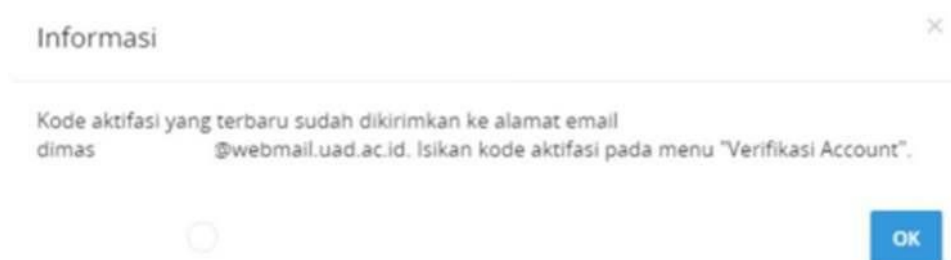 Informasi
×
Kode aktifasi yang terbaru sudah dikirimkan ke alamat email
dimas @webmail.uad.ac.id. Isikan kode aktifasi pada menu "Verifikasi Account".
OK